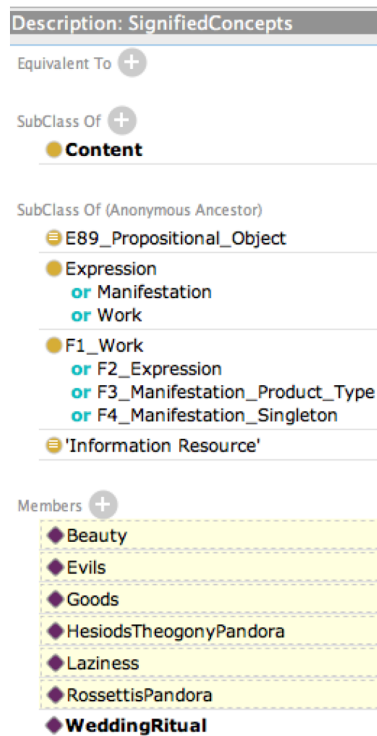 Description: SignifiedConcepts
Equivalent To
SubClass Of
Content
SubClass Of (Anonymous Ancestor)
E89_Propositional_Object
Expression
or Manifestation
or Work
F1_Work
or F2_Expression
or F3_Manifestation_Product_Type
or F4_Manifestation_Singleton
'Information Resource'
Members
Beauty
Evils
Goods
HesiodsTheogonyPandora
Laziness
RossettisPandora
WeddingRitual